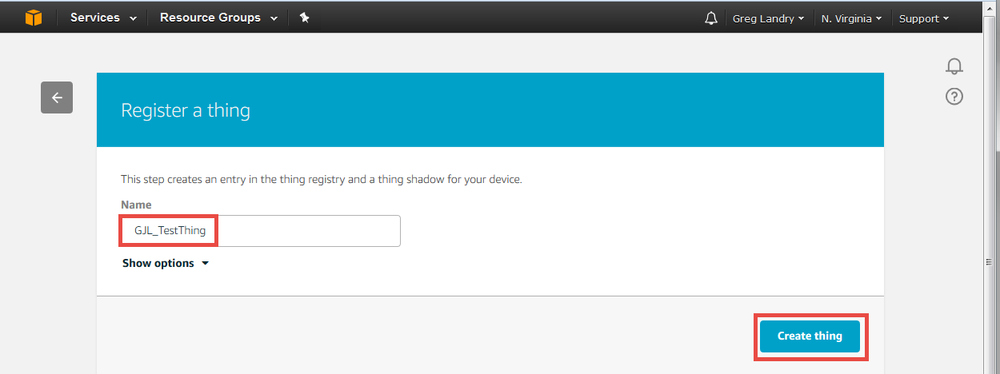 Services Resource Groups Greg Landry N. Virginia Support
Register a thing
This step creates an entry in the thing registry and a thing shadow for your device.
Name
GJL_TestThing
Show options
Create thing